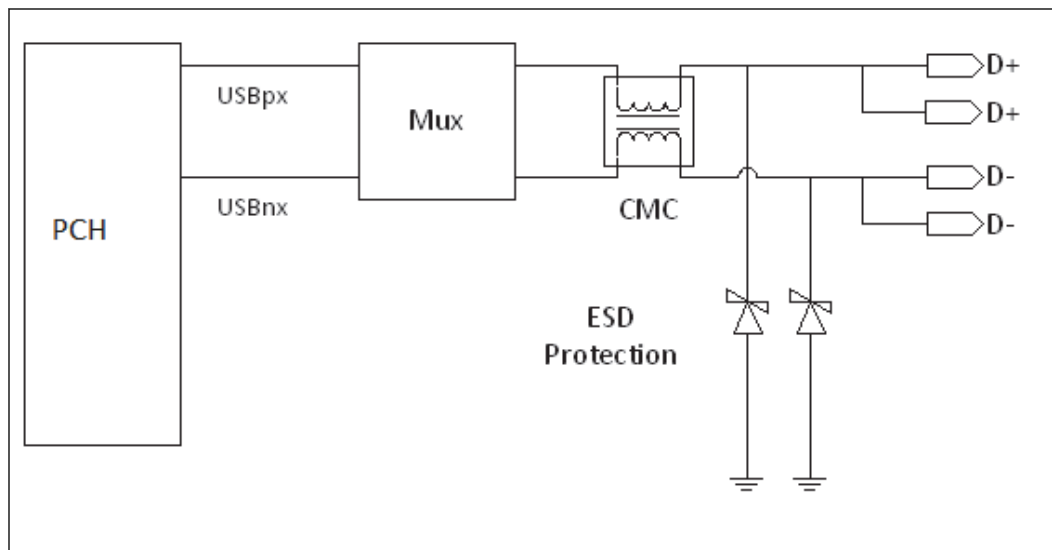 D+
USBpx
Mux
D+
D-
USBnx
CMC
PCH
D-
ESD
Protection